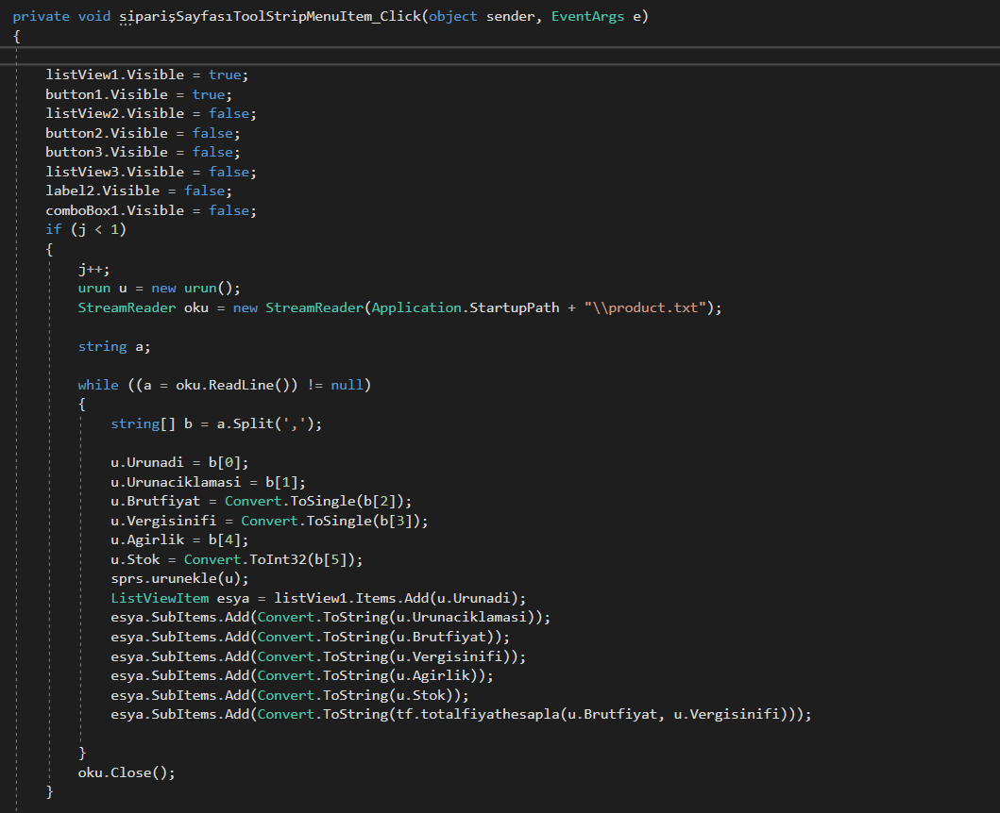 private void siparişSayfasıToolStripMenuItem_Click(object sender, EventArgs e)
{
listView1.Visible = true;
button1.Visible = true;
listView2.Visible = false;
button2.Visible = false;
button3.Visible = false;
listView3.Visible = false;
label2.Visible = false;
comboBox1.Visible = false;
if (j < 1)
{
j++;
urun u = new urun();
StreamReader oku = new StreamReader(Application.StartupPath + "\\product.txt");
string a;
while ((a = oku.ReadLine()) != null)
{
string[] b = a.Split(',');
u.Urunadi = b[0];
u.Urunaciklamasi = b[1];
u.Brutfiyat = Convert.ToSingle(b[2]);
u.Vergisinifi = Convert.ToSingle(b[3]);
u.Agirlik = b[4];
u.Stok = Convert.ToInt32(b[5]);
sprs.urunekle(u);
ListViewItem esya = listView1.Items.Add(u.Urunadi);
esya.SubItems.Add(Convert.ToString(u.Urunaciklamasi));
esya.SubItems.Add(Convert.ToString(u.Brutfiyat));
esya.SubItems.Add(Convert.ToString(u.Vergisinifi));
esya.SubItems.Add(Convert.ToString(u.Agirlik));
esya.SubItems.Add(Convert.ToString(u.Stok));
esya.SubItems.Add(Convert.ToString(tf.totalfiyathesapla(u.Brutfiyat, u.Vergisinifi)));
}
oku.Close();
}